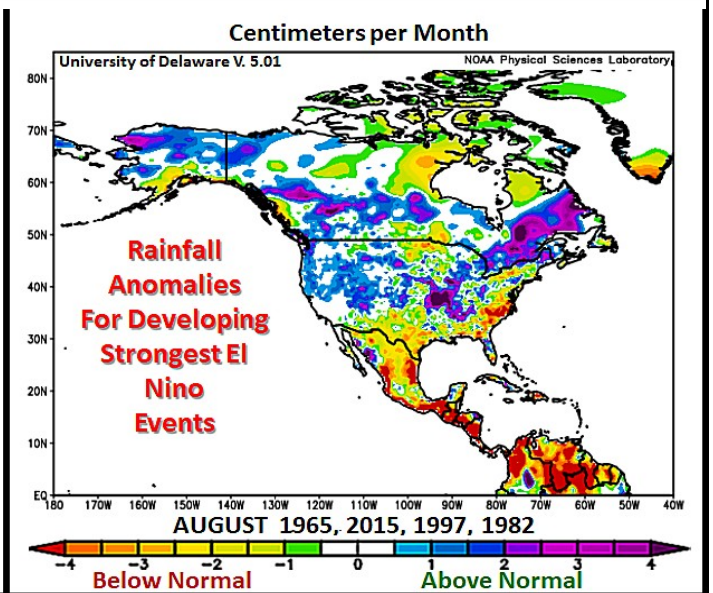 Centimeters per Month
University of Delaware V. 5.01
NOAA Physical Sciences Laboratory
80N
70N
60N
50N
40N
30N
20N
10N
EQ
Rainfall
Anomalies
For Developing
Strongest El
Nino
Events
180 170W 160W 150W 140W 130W 120W 110W 100W 90W 80W 70W 60W 50W 40W
AUGUST 1965, 2015, 1997, 1982
-4 -3 -2 -1 0 1 2 3 4
Below Normal Above Normal